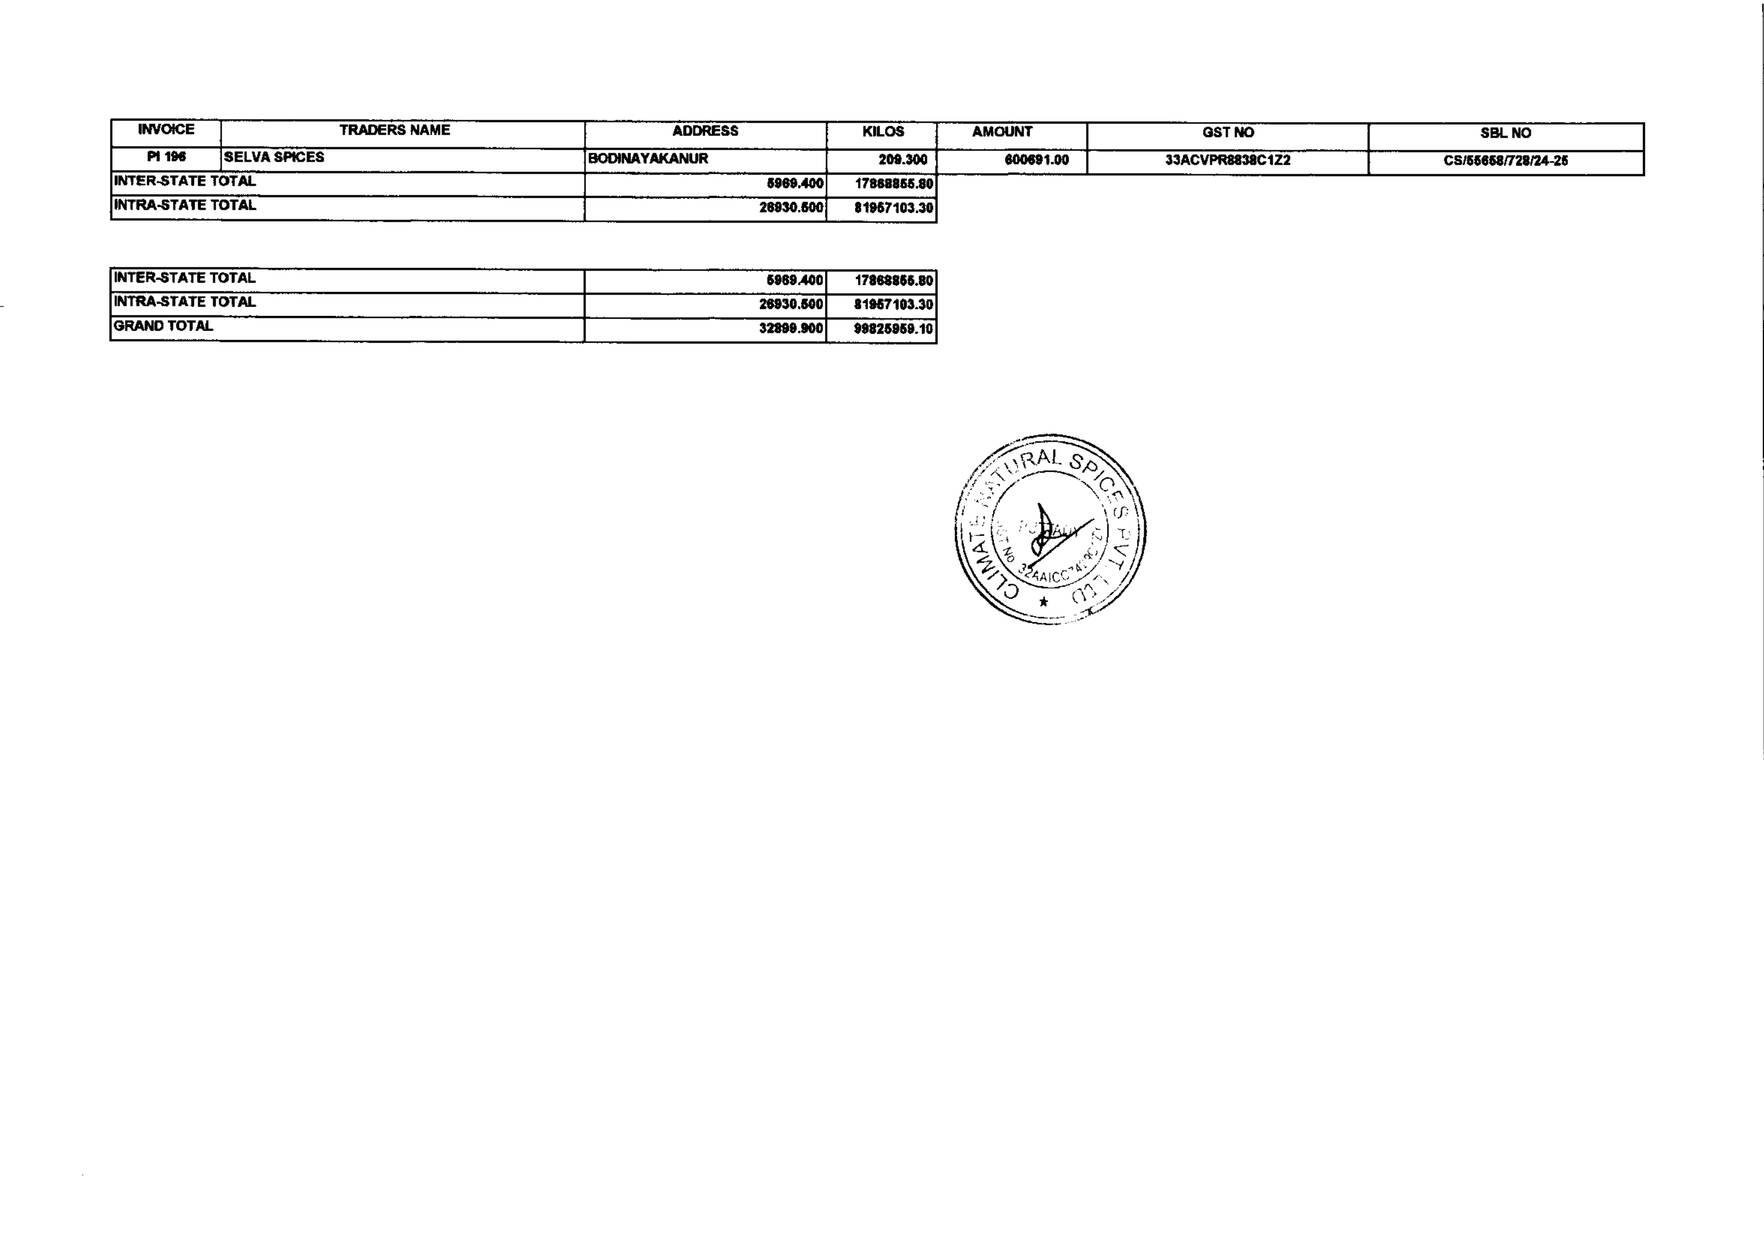 INVOICE TRADERS NAME ADDRESS KILOS AMOUNT GST NO SBL NO
PI 196 SELVA SPICES BODINAYAKANUR 209.300 600691.00 33ACVPR8838C1Z2 CS/55658/728/24-25
INTER-STATE TOTAL 5969.400 17868855.80
INTRA-STATE TOTAL 26930.500 81957103.30
INTER-STATE TOTAL 5969.400 17868855.80
INTRA-STATE TOTAL 26930.500 81957103.30
GRAND TOTAL 32899.900 99825959.10
CLIMATE NATURAL SPICES PVT. LTD